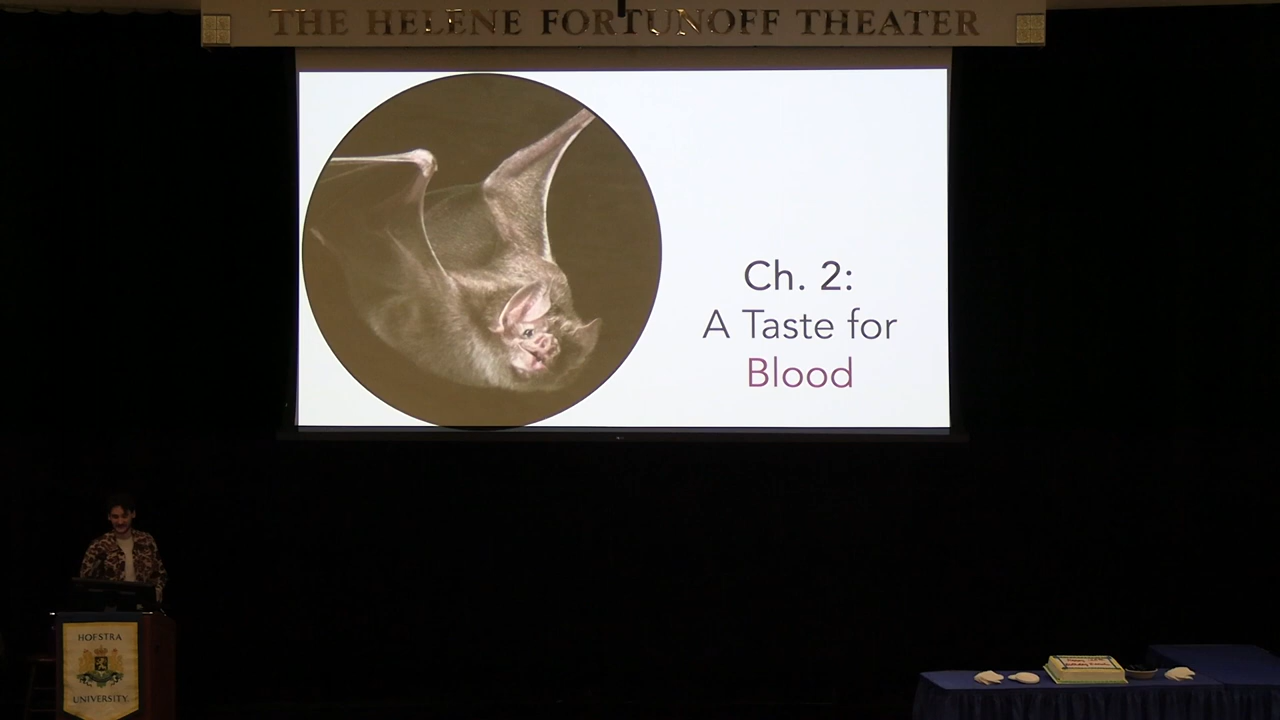 THE HELENE FORTUNOFF THEATER
Ch. 2:
A Taste for
Blood
HOFSTRA
UNIVERSITY